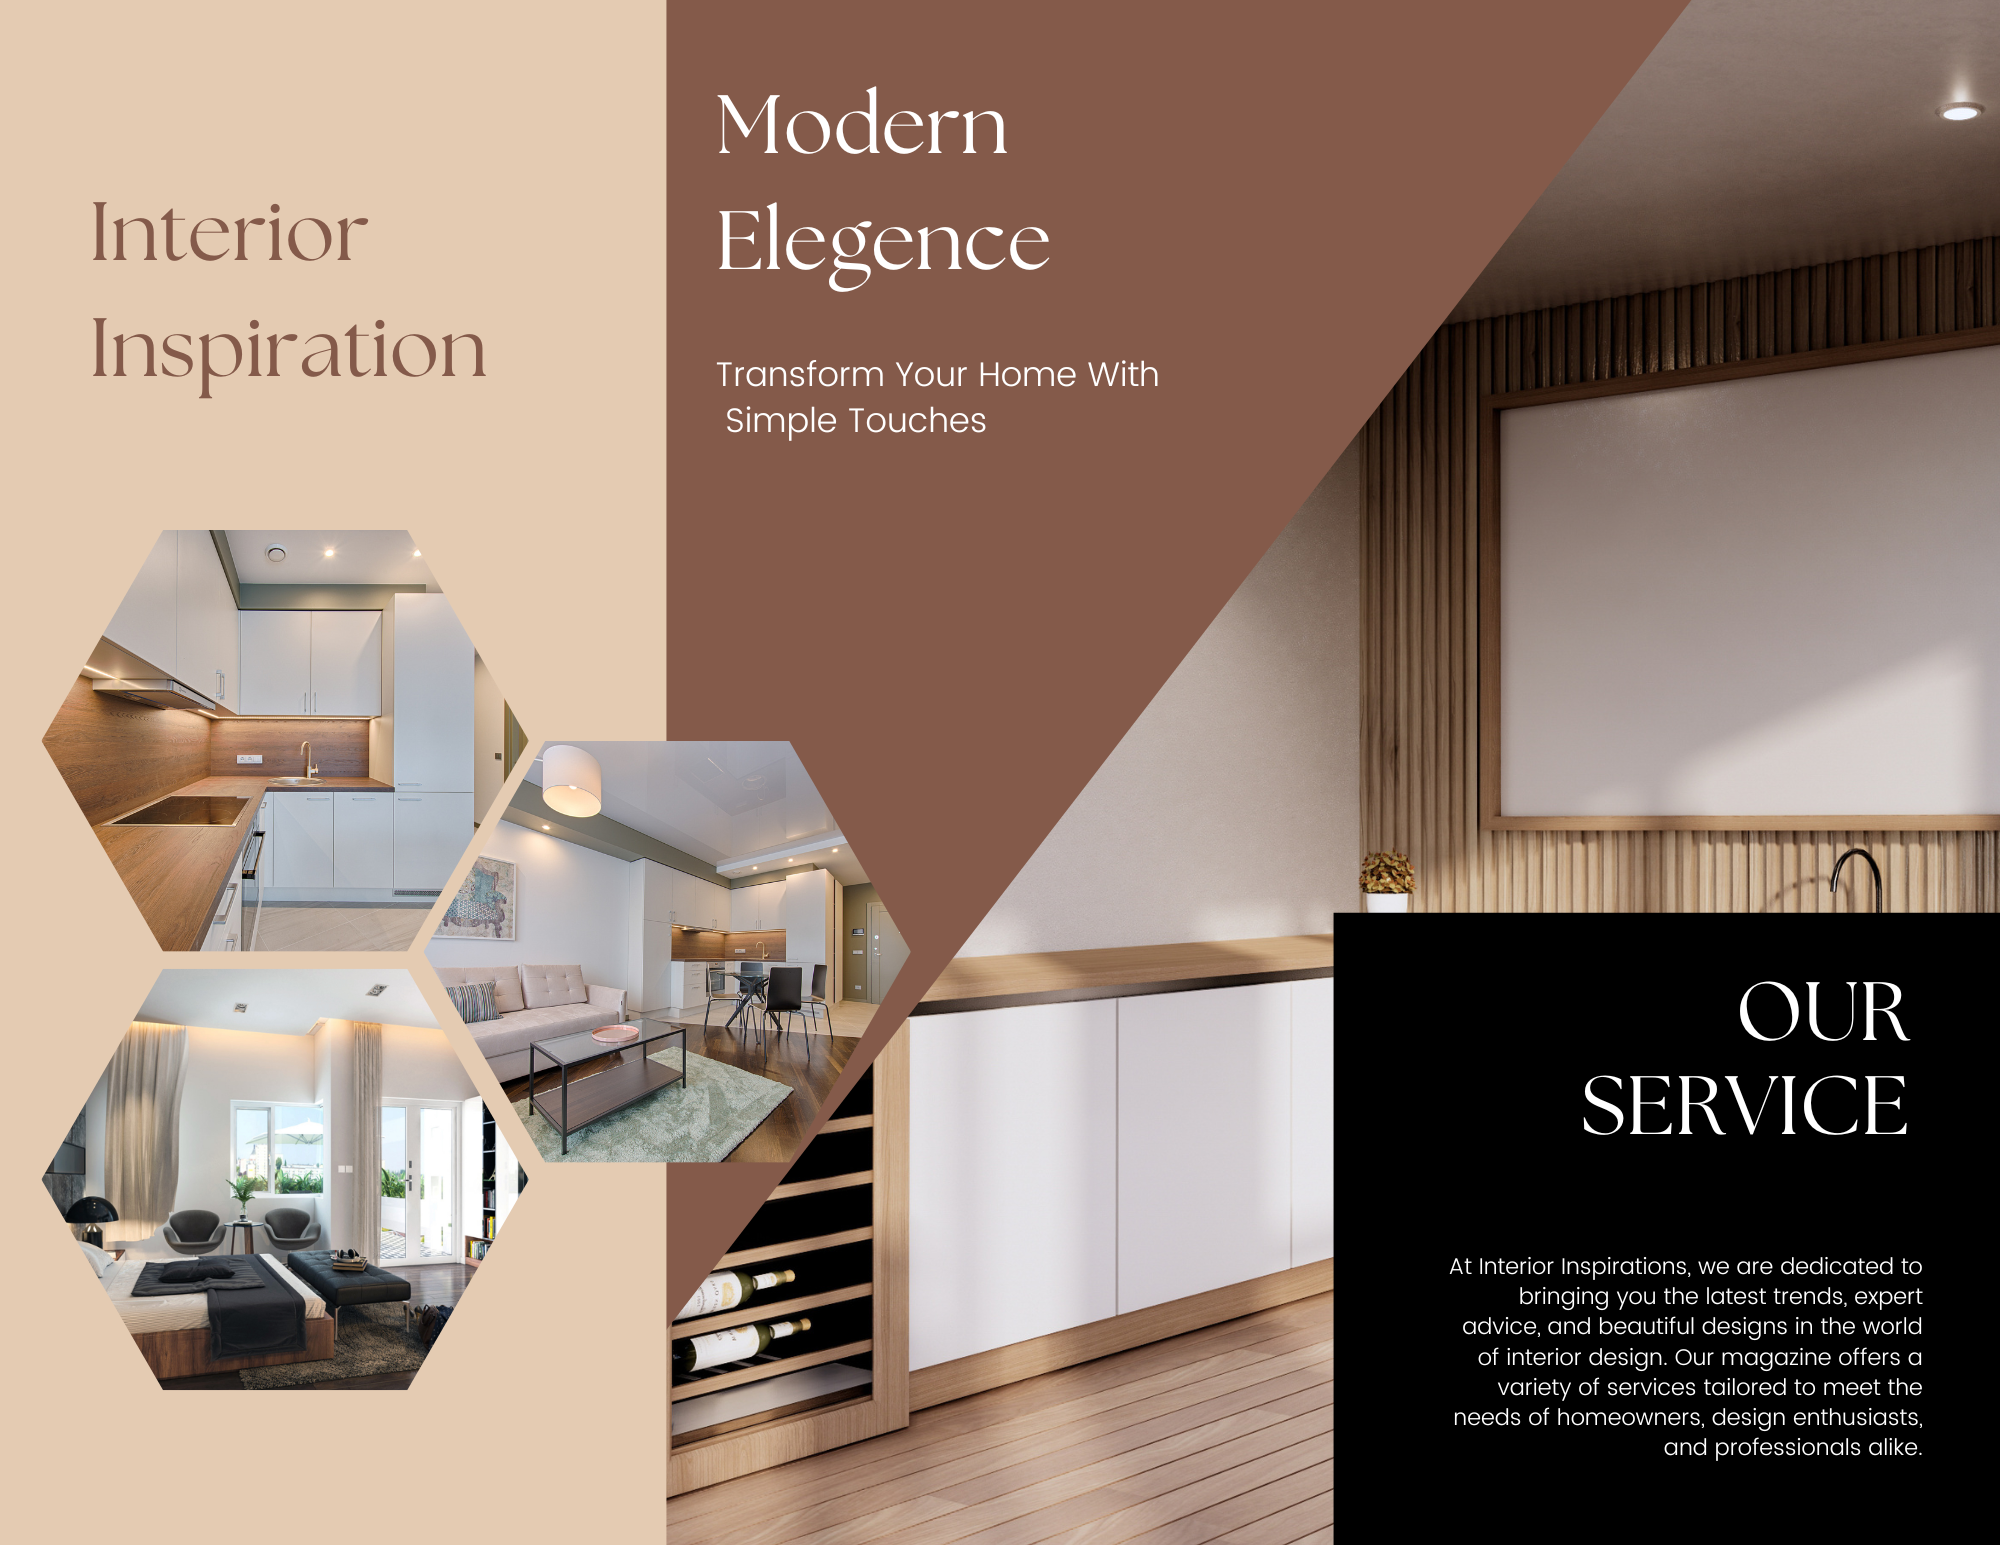 Interior
Inspiration
Modern
Elegence
Transform Your Home With
Simple Touches
OUR
SERVICE
At Interior Inspirations, we are dedicated to
bringing you the latest trends, expert
advice, and beautiful designs in the world
of interior design. Our magazine offers a
variety of services tailored to meet the
needs of homeowners, design enthusiasts,
and professionals alike.